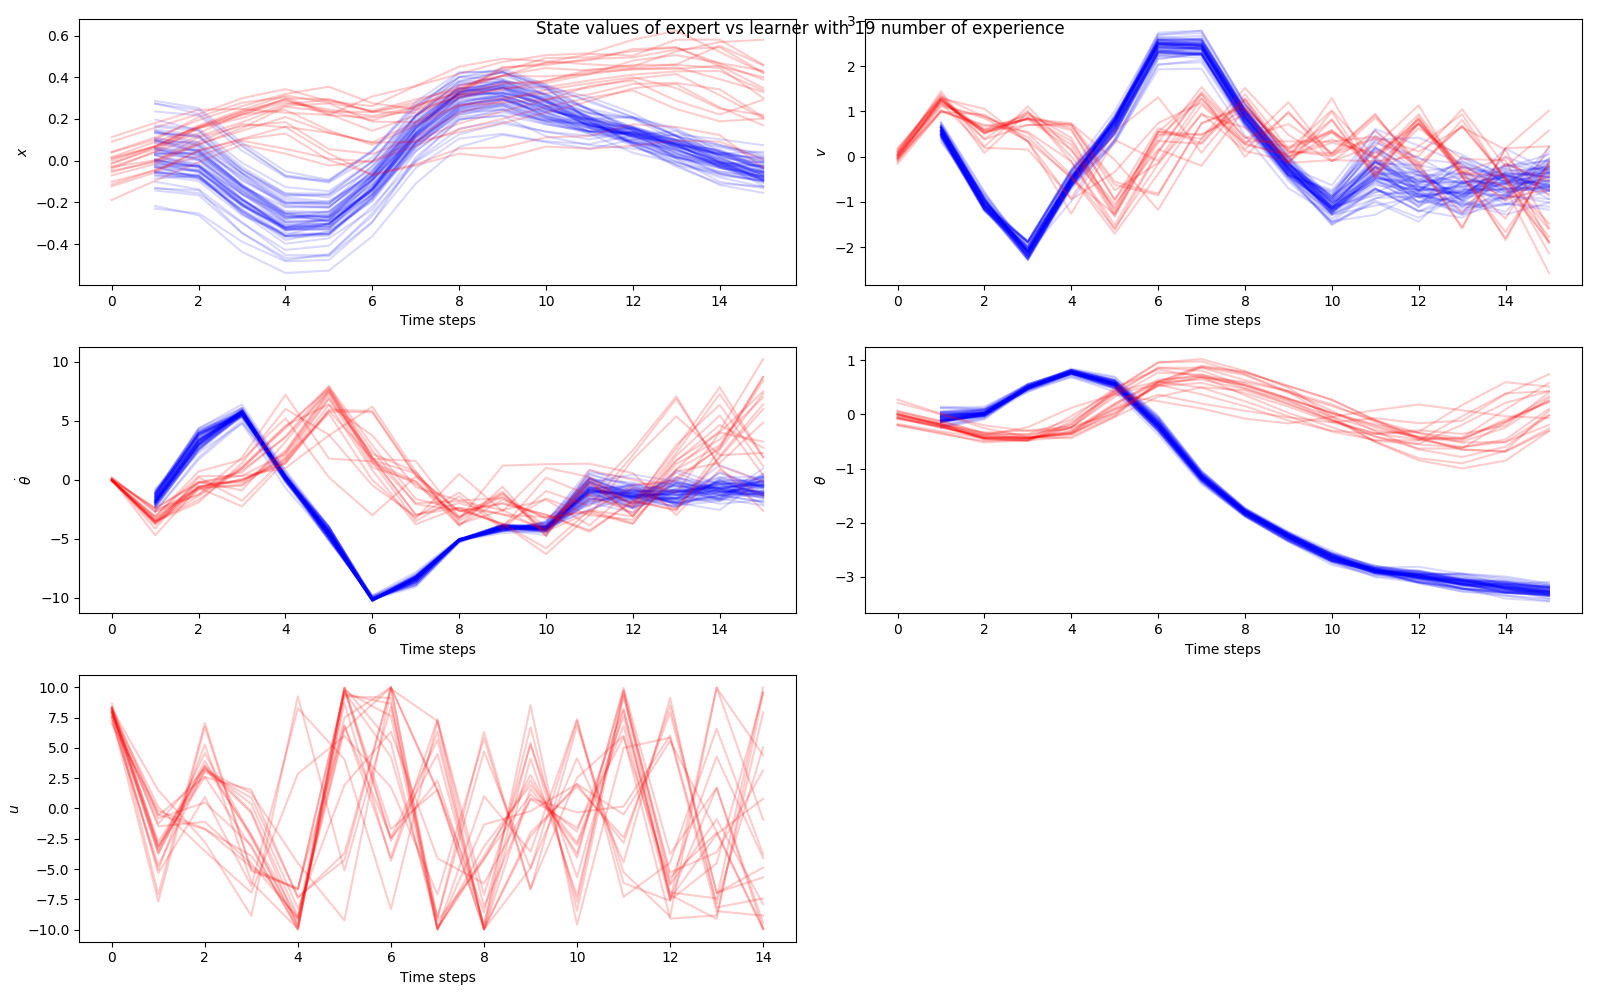 State values of expert vs learner with 19 number of experience
0.6
0.4
0.2
0.0
−0.2
−0.4
x
0 2 4 6 8 10 12 14
Time steps
3
2
1
0
−1
−2
v
0 2 4 6 8 10 12 14
Time steps
10
5
0
−5
−10
θ̇
0 2 4 6 8 10 12 14
Time steps
1
0
−1
−2
−3
θ
0 2 4 6 8 10 12 14
Time steps
10.0
7.5
5.0
2.5
0.0
−2.5
−5.0
−7.5
−10.0
u
0 2 4 6 8 10 12 14
Time steps